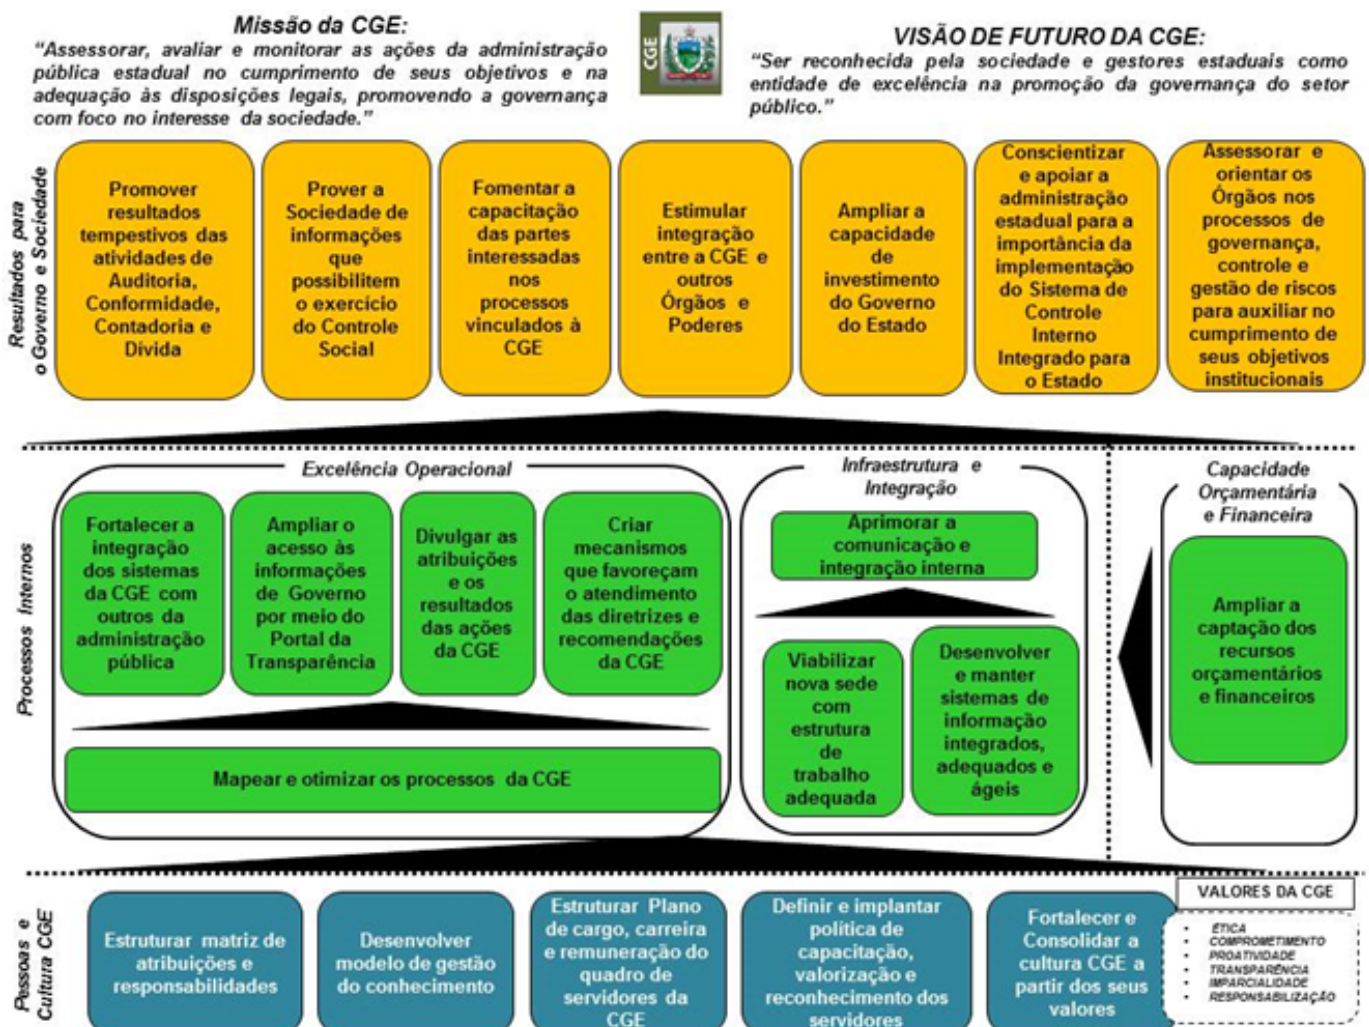 Missão da CGE:
“Assessorar, avaliar e monitorar as ações da administração
pública estadual no cumprimento de seus objetivos e na
adequação às disposições legais, promovendo a governança
com foco no interesse da sociedade.”
CGE
VISÃO DE FUTURO DA CGE:
“Ser reconhecida pela sociedade e gestores estaduais como
entidade de excelência na promoção da governança do setor
público.”
Resultados para
o Governo e Sociedade
Promover
resultados
tempestivos das
atividades de
Auditoria,
Conformidade,
Contadoria e
Dívida
Prover a
Sociedade de
informações
que
possibilitem
o exercício
do Controle
Social
Fomentar a
capacitação
das partes
interessadas
nos
processos
vinculados à
CGE
Estimular
integração
entre a CGE e
outros
Órgãos e
Poderes
Ampliar a
capacidade
de
investimento
do Governo
do Estado
Conscientizar
e apoiar a
administração
estadual para a
importância da
implementação
do Sistema de
Controle
Interno
Integrado para
o Estado
Assessorar e
orientar os
Órgãos nos
processos de
governança,
controle e
gestão de riscos
para auxiliar no
cumprimento de
seus objetivos
institucionais
Processos Internos
Excelência Operacional
Fortalecer a
integração
dos sistemas
da CGE com
outros da
administração
pública
Ampliar o
acesso às
informações
de Governo
por meio do
Portal da
Transparência
Divulgar as
atribuições
e os
resultados
das ações
da CGE
Criar
mecanismos
que favoreçam
o atendimento
das diretrizes e
recomendações
da CGE
Mapear e otimizar os processos da CGE
Infraestrutura e
Integração
Aprimorar a
comunicação e
integração interna
Viabilizar
nova sede
com
estrutura
de
trabalho
adequada
Desenvolver
e manter
sistemas de
informação
integrados,
adequados e
ágeis
Capacidade
Orçamentária
e Financeira
Ampliar a
captação dos
recursos
orçamentários
e financeiros
Pessoas e
Cultura CGE
Estruturar matriz de
atribuições e
responsabilidades
Desenvolver
modelo de gestão
do conhecimento
Estruturar Plano
de cargo, carreira
e remuneração do
quadro de
servidores da
CGE
Definir e implantar
política de
capacitação,
valorização e
reconhecimento dos
servidores
Fortalecer e
Consolidar a
cultura CGE a
partir dos seus
valores
VALORES DA CGE
• ÉTICA
• COMPROMETIMENTO
• PROATIVIDADE
• TRANSPARÊNCIA
• IMPARCIALIDADE
• RESPONSABILIZAÇÃO